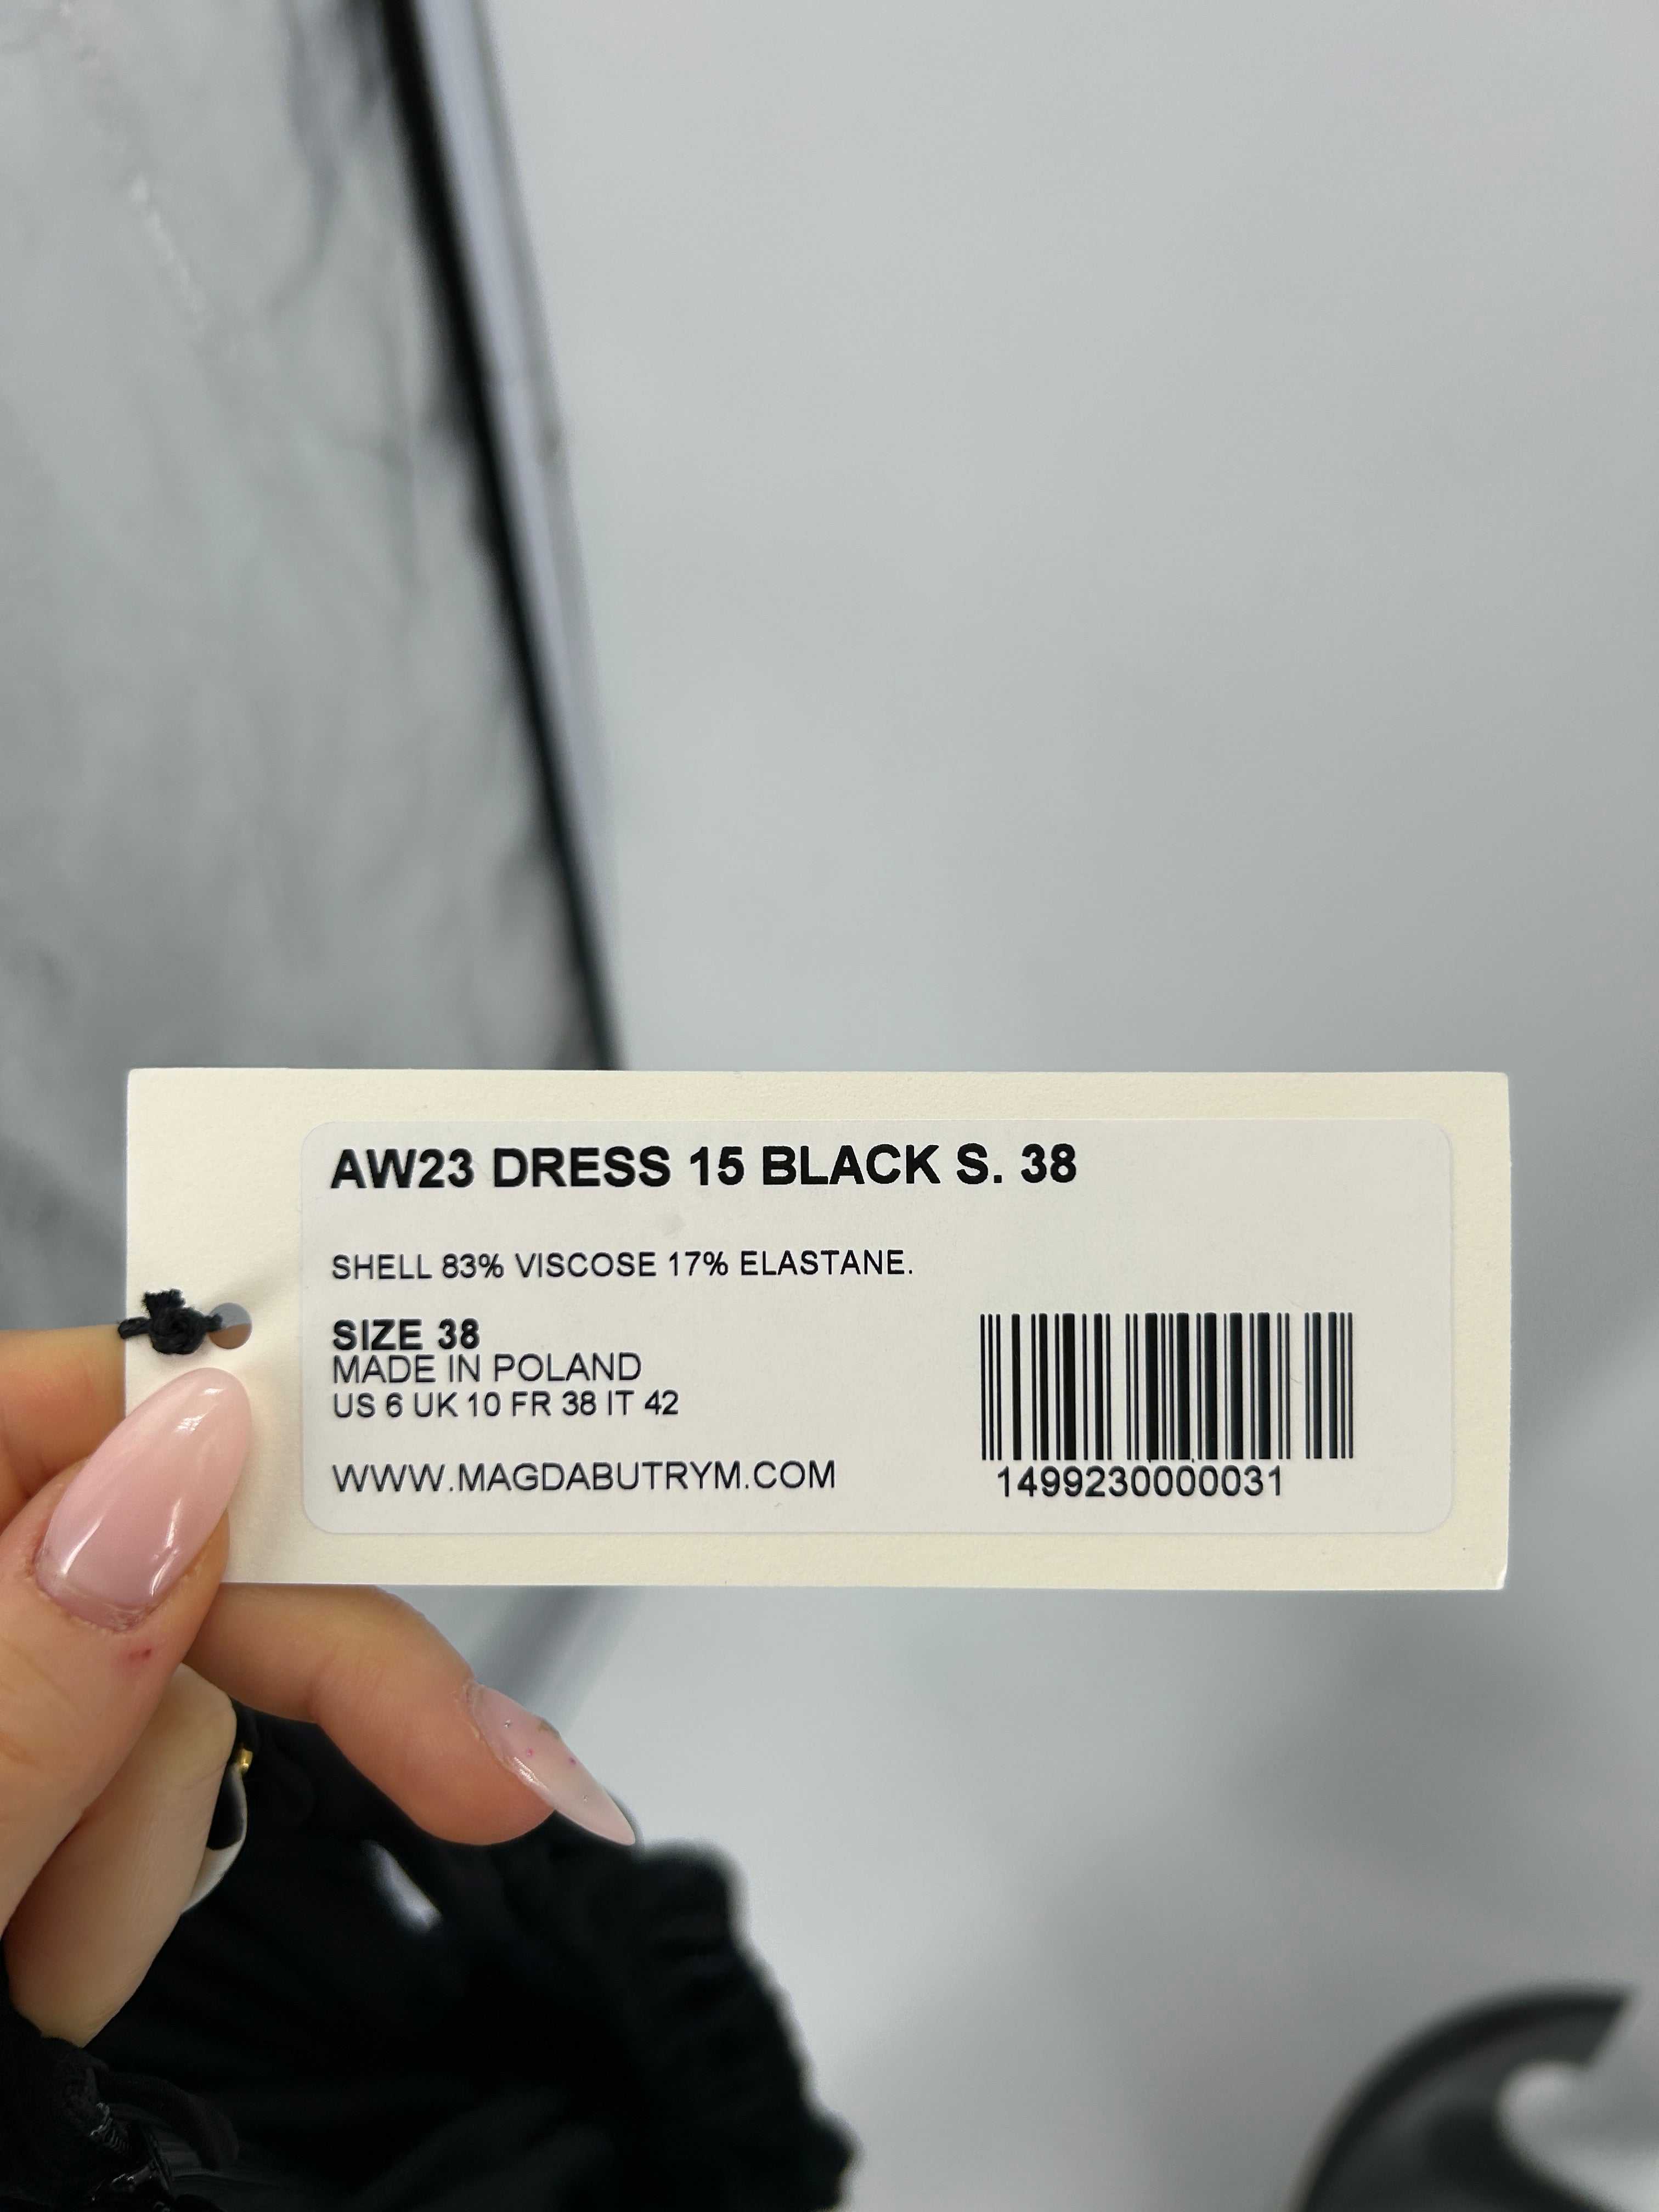 AW23 DRESS 15 BLACK S. 38
SHELL 83% VISCOSE 17% ELASTANE.
SIZE 38
MADE IN POLAND
US 6 UK 10 FR 38 IT 42
WWW.MAGDABUTRYM.COM
1499230000031